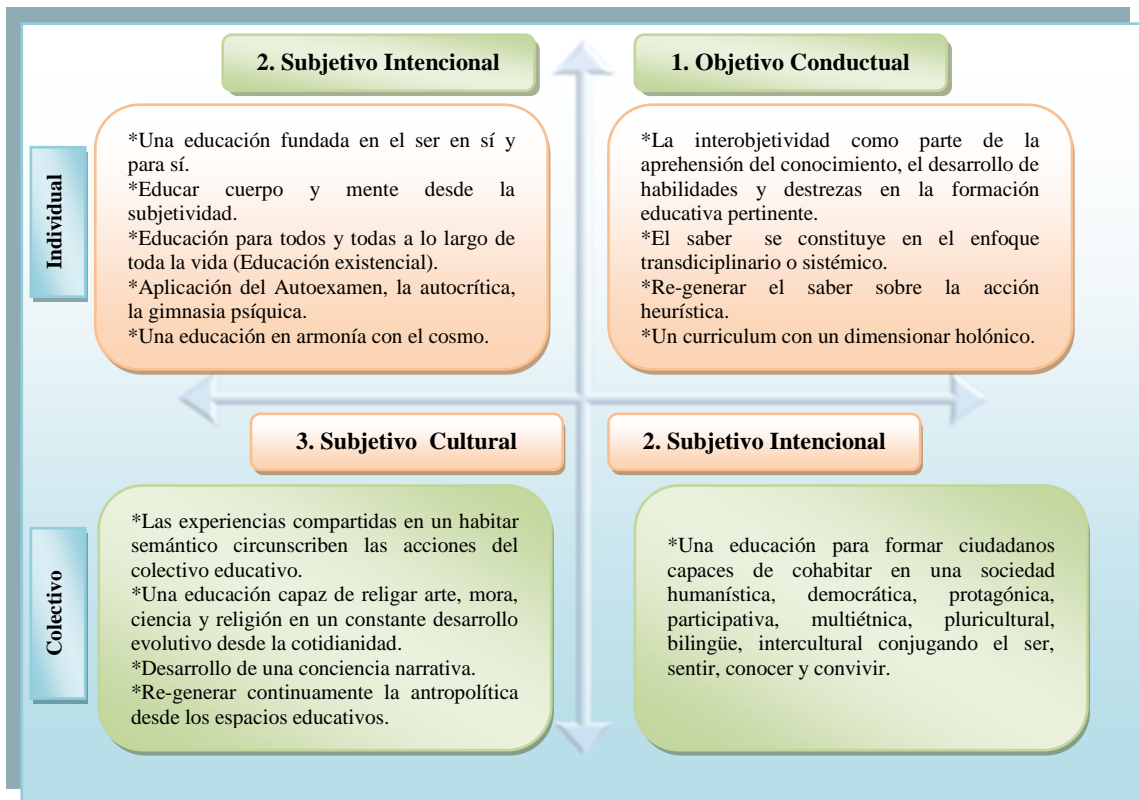 2. Subjetivo Intencional
1. Objetivo Conductual
Individual
*Una educación fundada en el ser en sí y
para sí.
*Educar cuerpo y mente desde la
subjetividad.
*Educación para todos y todas a lo largo de
toda la vida (Educación existencial).
*Aplicación del Autoexamen, la autocrítica,
la gimnasia psíquica.
*Una educación en armonía con el cosmo.
*La interobjetividad como parte de la
aprehensión del conocimiento, el desarrollo de
habilidades y destrezas en la formación
educativa pertinente.
*El saber se constituye en el enfoque
transdiciplinario o sistémico.
*Re-generar el saber sobre la acción
heurística.
*Un curriculum con un dimensionar holónico.
3. Subjetivo Cultural
2. Subjetivo Intencional
Colectivo
*Las experiencias compartidas en un habitar
semántico circunscriben las acciones del
colectivo educativo.
*Una educación capaz de religar arte, mora,
ciencia y religión en un constante desarrollo
evolutivo desde la cotidianidad.
*Desarrollo de una conciencia narrativa.
*Re-generar continuamente la antropolítica
desde los espacios educativos.
*Una educación para formar ciudadanos
capaces de cohabitar en una sociedad
humanística, democrática, protagónica,
participativa, multiétnica, pluricultural,
bilingüe, intercultural conjugando el ser,
sentir, conocer y convivir.